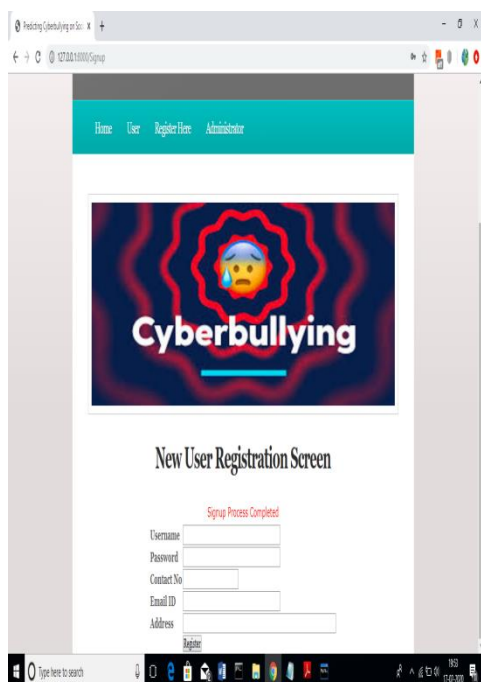 Predicting Cyberbullying on Soc
127.0.0.1:8000/Signup
Home User Register Here Administrator
Cyberbullying
New User Registration Screen
Signup Process Completed
Username
Password
Contact No
Email ID
Address
Register
Type here to search